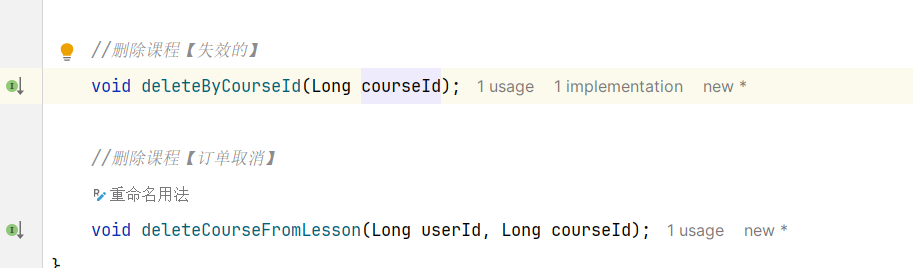 //删除课程【失效的】
void deleteByCourseId(Long courseId); 1 usage 1 implementation new *
//删除课程【订单取消】
重命名用法
void deleteCourseFromLesson(Long userId, Long courseId); 1 usage new *
}